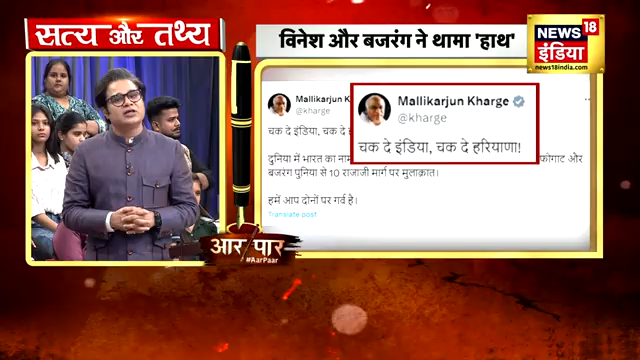 सत्य और तथ्य
विनेश और बजरंग ने थामा 'हाथ'
NEWS 18
इंडिया
news18india.com
Mallikarjun
@kharge
चक दे इंडिया, चक दे
Mallikarjun Kharge
@kharge
चक दे इंडिया, चक दे हरियाणा!
दुनिया में भारत का नाम
फोगाट और
बजरंग पुनिया से 10 राजाजी मार्ग पर मुलाक़ात।
हमें आप दोनों पर गर्व है।
Translate post
आर पार
#AarPaar